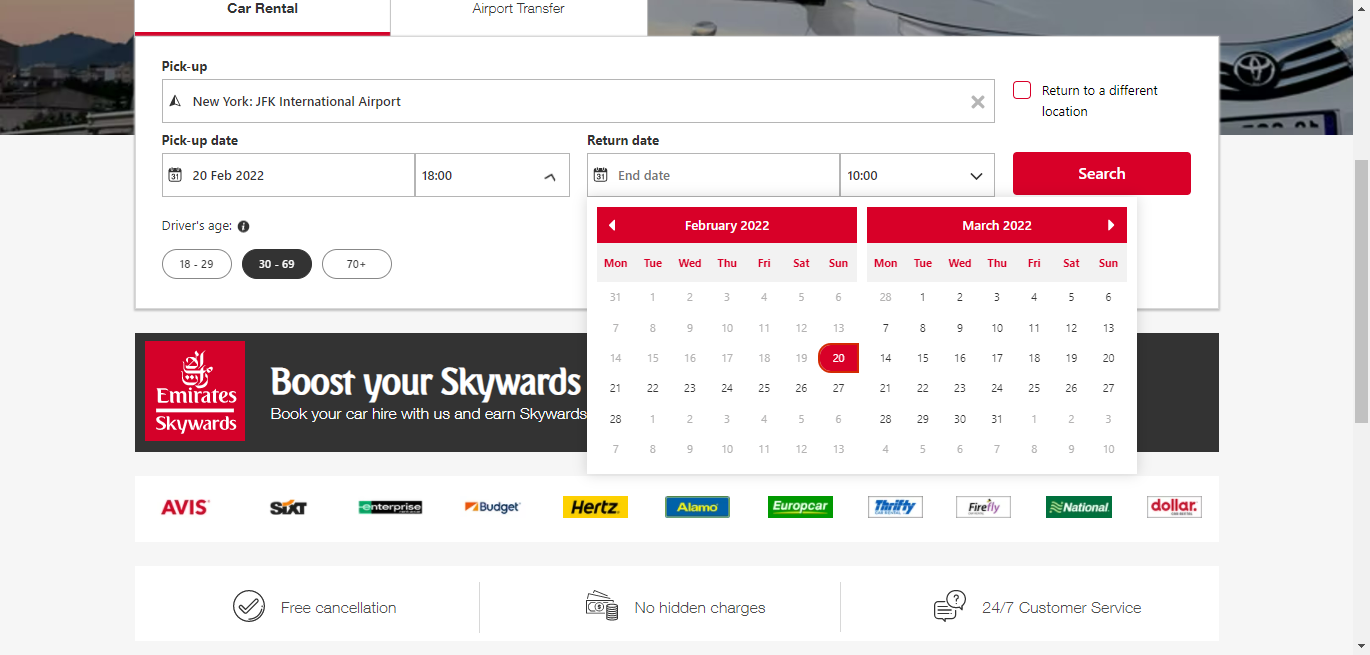 Car Rental
Airport Transfer
Pick-up
New York: JFK International Airport
Return to a different
location
Pick-up date
Return date
31
20 Feb 2022
18:00
31
End date
10:00
Search
Driver's age: i
18 - 29
30 - 69
70+
February 2022
March 2022
Mon Tue Wed Thu Fri Sat Sun
Mon Tue Wed Thu Fri Sat Sun
31 1 2 3 4 5 6
28 1 2 3 4 5 6
7 8 9 10 11 12 13
7 8 9 10 11 12 13
14 15 16 17 18 19 20
14 15 16 17 18 19 20
21 22 23 24 25 26 27
21 22 23 24 25 26 27
28 1 2 3 4 5 6
28 29 30 31 1 2 3
7 8 9 10 11 12 13
4 5 6 7 8 9 10
Emirates
Skywards
Boost your Skywards
Book your car hire with us and earn Skywards
AVIS
SIXT
enterprise
Budget
Hertz
Alamo
Europcar
Thrifty
CAR RENTAL
Firefly
National
dollar.
CAR RENTAL
Free cancellation
No hidden charges
24/7 Customer Service